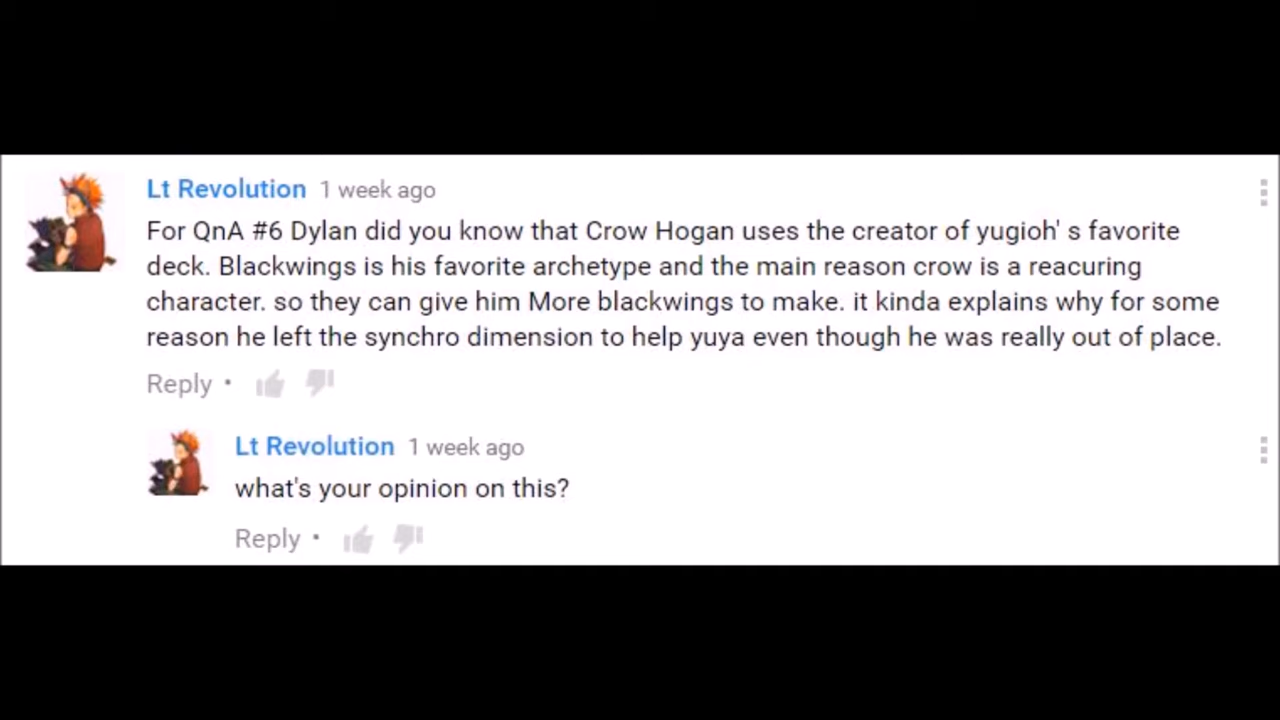 Lt Revolution 1 week ago
For QnA #6 Dylan did you know that Crow Hogan uses the creator of yugioh' s favorite
deck. Blackwings is his favorite archetype and the main reason crow is a reacuring
character. so they can give him More blackwings to make. it kinda explains why for some
reason he left the synchro dimension to help yuya even though he was really out of place.
Reply •
Lt Revolution 1 week ago
what's your opinion on this?
Reply •